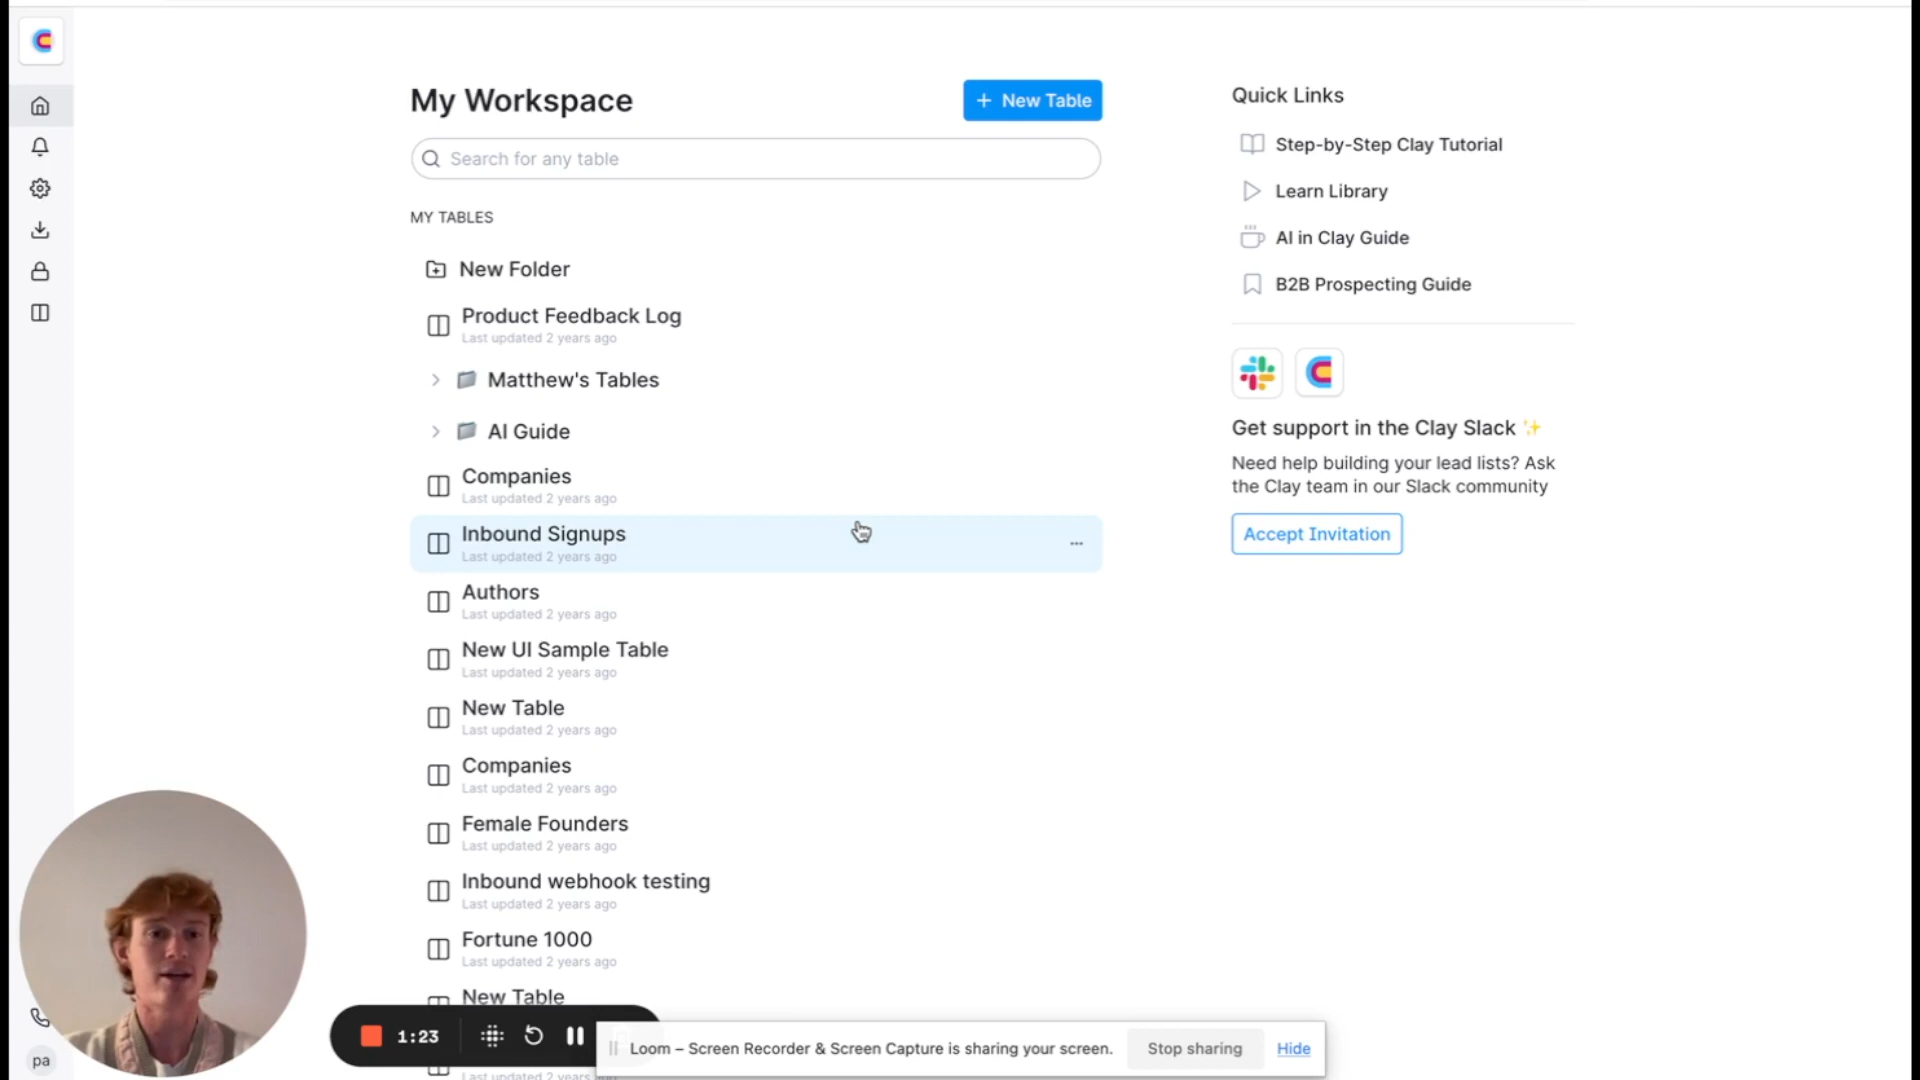 My Workspace
+ New Table
Search for any table
MY TABLES
New Folder
Product Feedback Log
Last updated 2 years ago
Matthew's Tables
AI Guide
Companies
Last updated 2 years ago
Inbound Signups
Last updated 2 years ago
Authors
Last updated 2 years ago
New UI Sample Table
Last updated 2 years ago
New Table
Last updated 2 years ago
Companies
Last updated 2 years ago
Female Founders
Last updated 2 years ago
Inbound webhook testing
Last updated 2 years ago
Fortune 1000
Last updated 2 years ago
New Table
Last updated 2 years ago
Quick Links
Step-by-Step Clay Tutorial
Learn Library
AI in Clay Guide
B2B Prospecting Guide
Get support in the Clay Slack ✨
Need help building your lead lists? Ask
the Clay team in our Slack community
Accept Invitation
pa
1:23
Loom – Screen Recorder & Screen Capture is sharing your screen.
Stop sharing
Hide